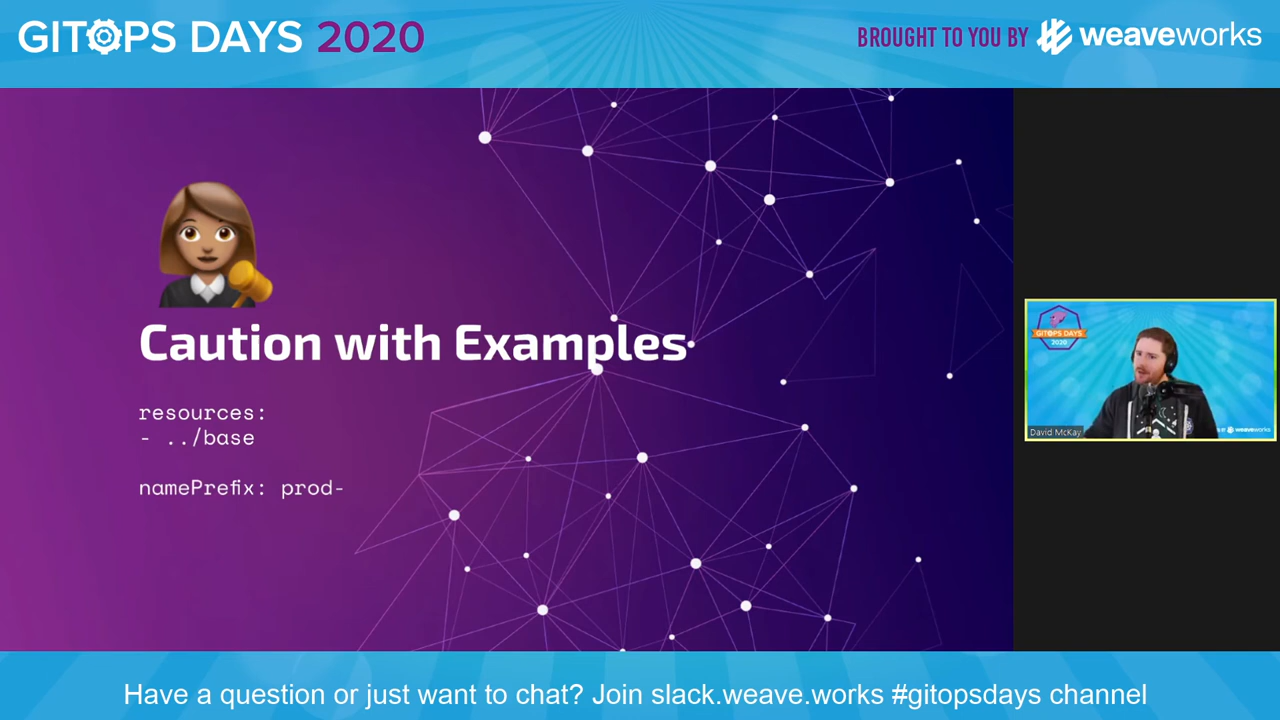 GITOPS DAYS 2020
BROUGHT TO YOU BY weaveworks
Caution with Examples
resources:
- ../base
namePrefix: prod-
GITOPS DAYS
2020
David McKay
weaveworks
Have a question or just want to chat? Join slack.weave.works #gitopsdays channel